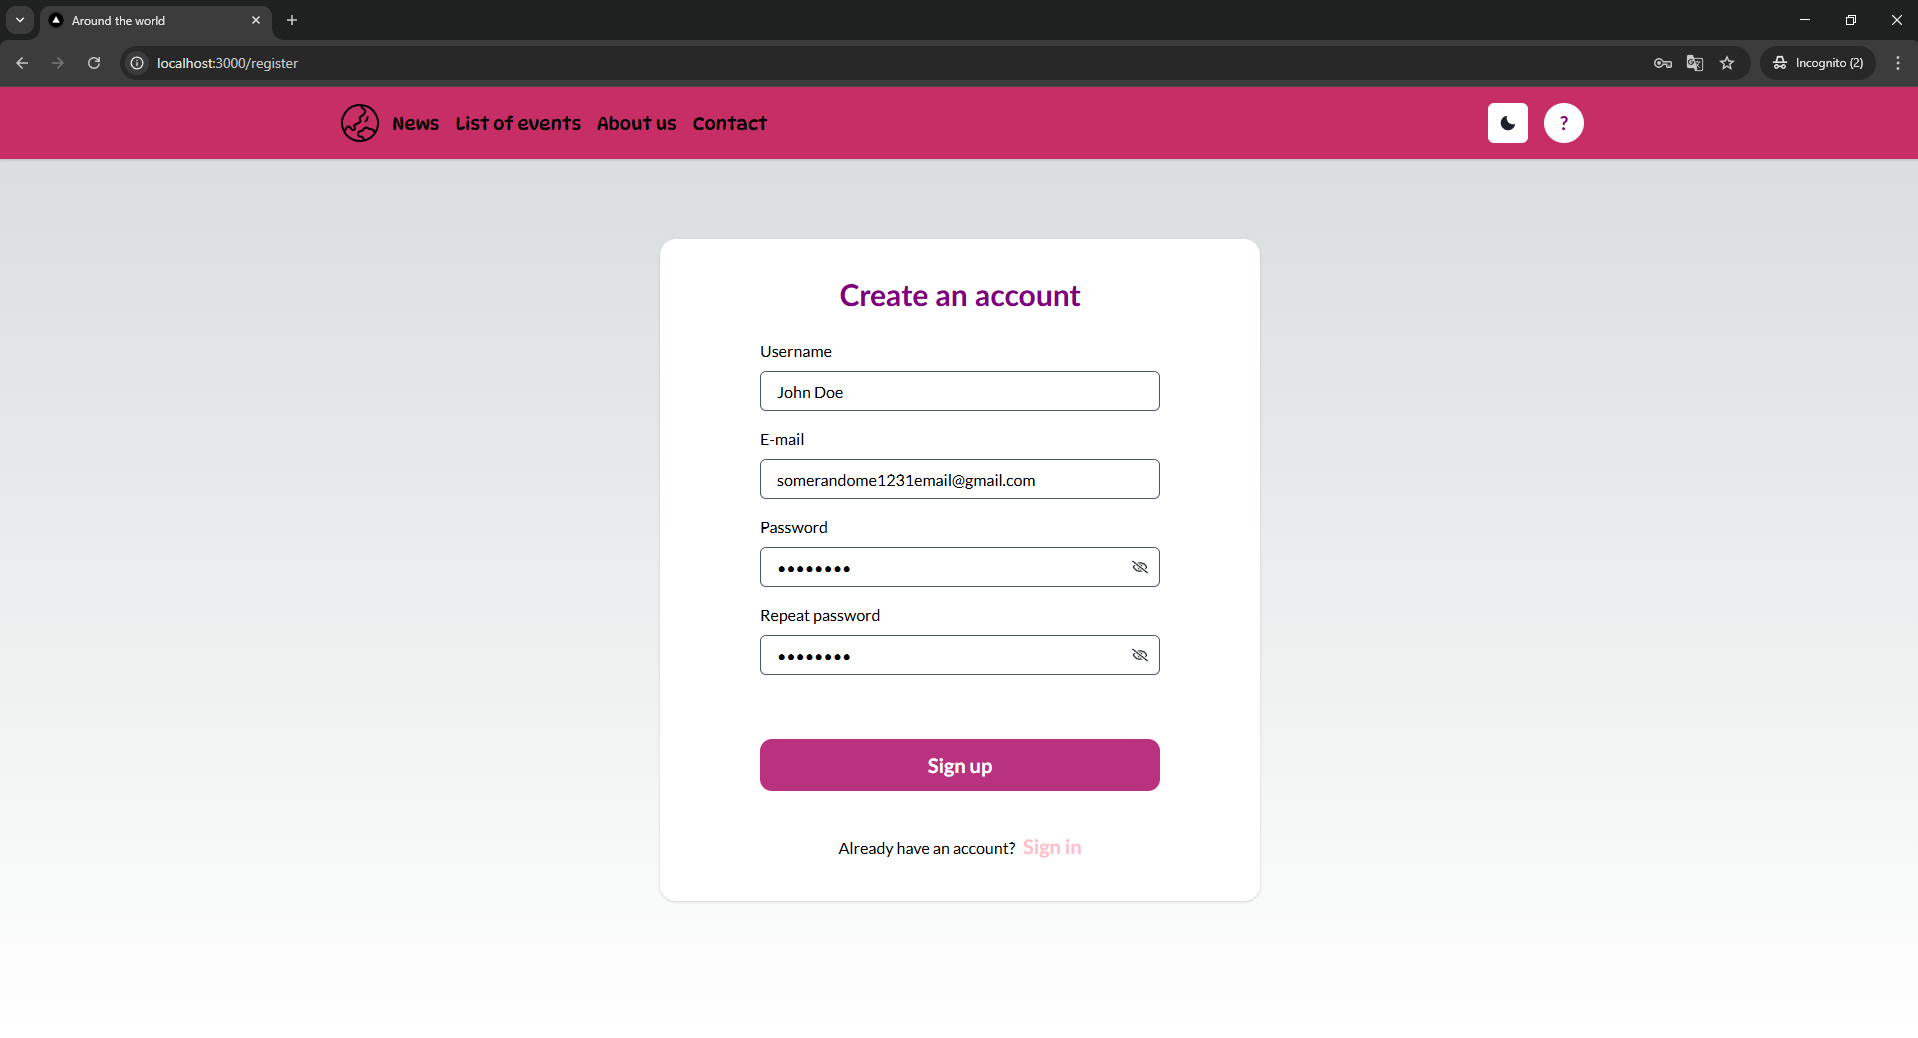 Around the world
localhost:3000/register
Incognito (2)
News List of events About us Contact
?
Create an account
Username
John Doe
E-mail
somerandome1231email@gmail.com
Password
••••••••
Repeat password
••••••••
Sign up
Already have an account? Sign in